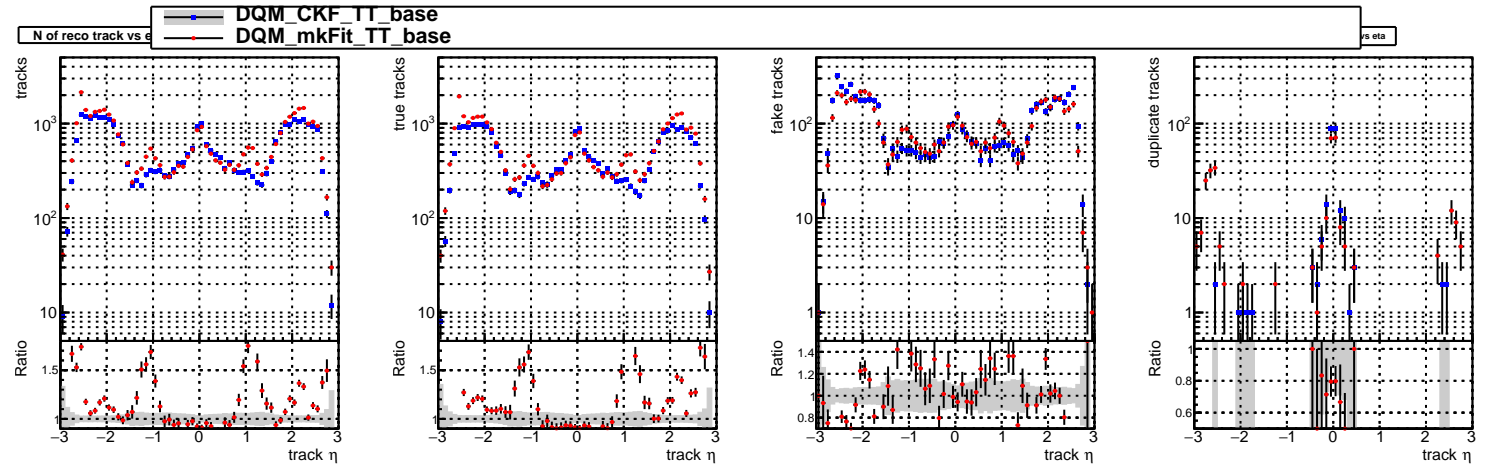 DQM_CKF_TT_base
DQM_mkFit_TT_base
N of reco track vs e
vs eta
tracks
10³
10²
10
1
Ratio
1.5
1
−3 −2 −1 0 1 2 3
track η
true tracks
10³
10²
10
1
Ratio
1.5
1
−3 −2 −1 0 1 2 3
track η
fake tracks
10²
10
1
Ratio
1.4
1.2
1
0.8
−3 −2 −1 0 1 2 3
track η
duplicate tracks
10²
10
1
Ratio
1
0.8
0.6
−3 −2 −1 0 1 2 3
track η